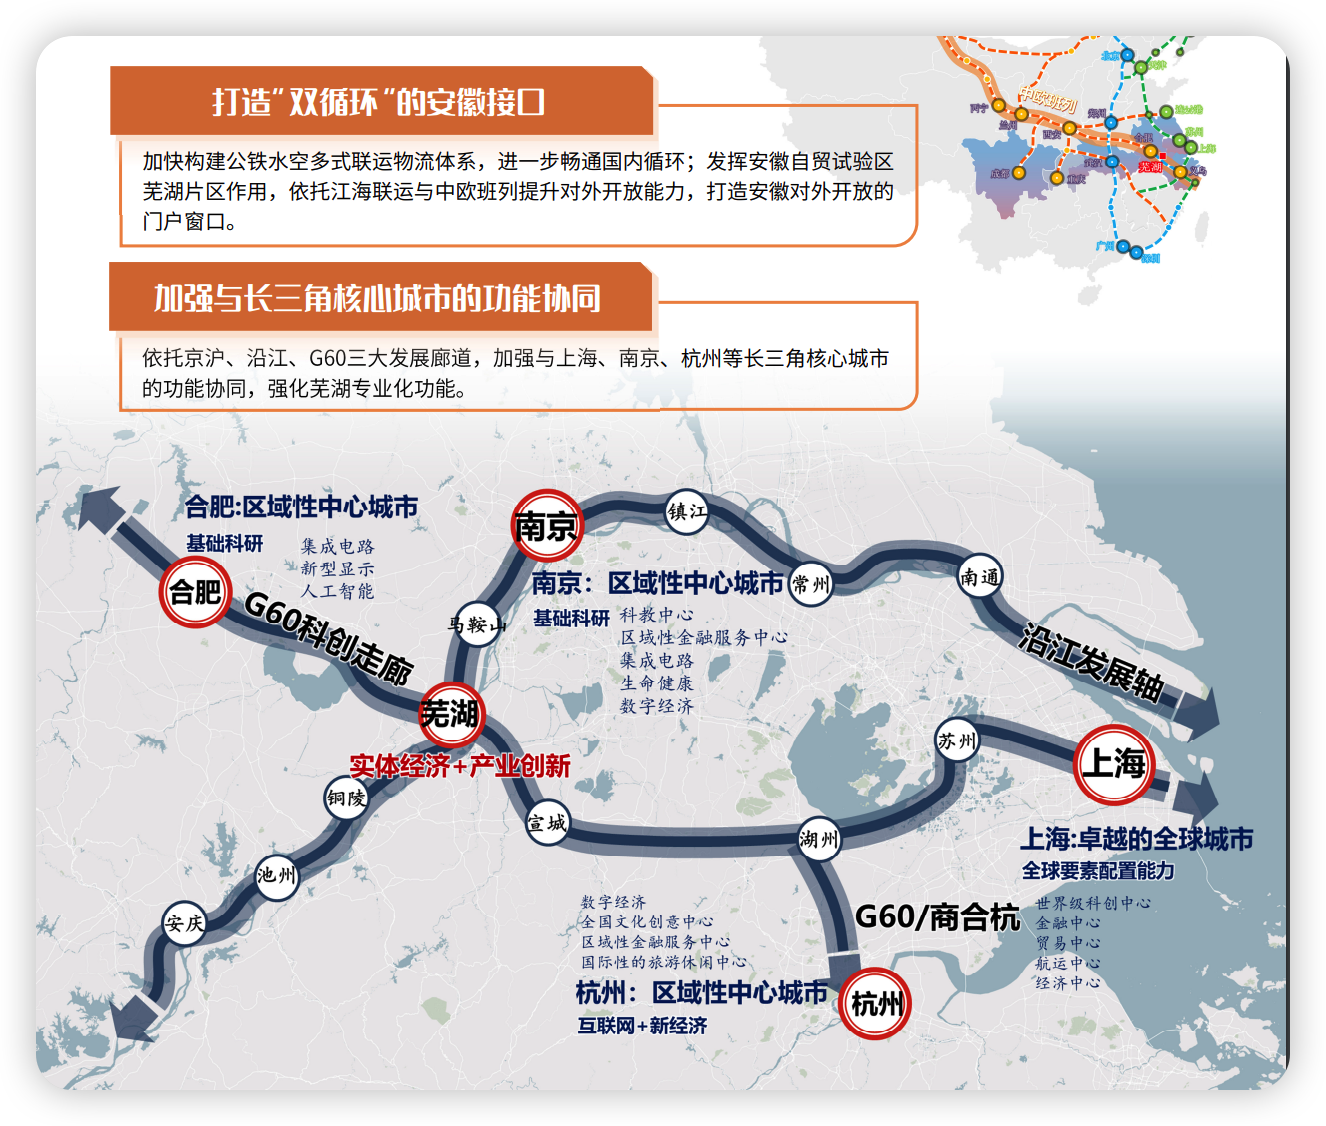 打造"双循环"的安徽接口
加快构建公铁水空多式联运物流体系，进一步畅通国内循环；发挥安徽自贸试验区
芜湖片区作用，依托江海联运与中欧班列提升对外开放能力，打造安徽对外开放的
门户窗口。
北京
天津
中欧班列
西宁
兰州
西安
郑州
连云港
苏州
上海
合肥
芜湖
武汉
成都
重庆
义乌
广州
深圳
加强与长三角核心城市的功能协同
依托京沪、沿江、G60三大发展廊道，加强与上海、南京、杭州等长三角核心城市
的功能协同，强化芜湖专业化功能。
合肥:区域性中心城市
基础科研
集成电路
新型显示
人工智能
合肥
G60科创走廊
南京
镇江
常州
南通
沿江发展轴
南京：区域性中心城市
基础科研
科教中心
区域性金融服务中心
集成电路
生命健康
数字经济
马鞍山
芜湖
实体经济+产业创新
铜陵
池州
安庆
宣城
湖州
苏州
上海
上海:卓越的全球城市
全球要素配置能力
世界级科创中心
金融中心
贸易中心
航运中心
经济中心
G60/商合杭
数字经济
全国文化创意中心
区域性金融服务中心
国际性的旅游休闲中心
杭州：区域性中心城市
互联网+新经济
杭州